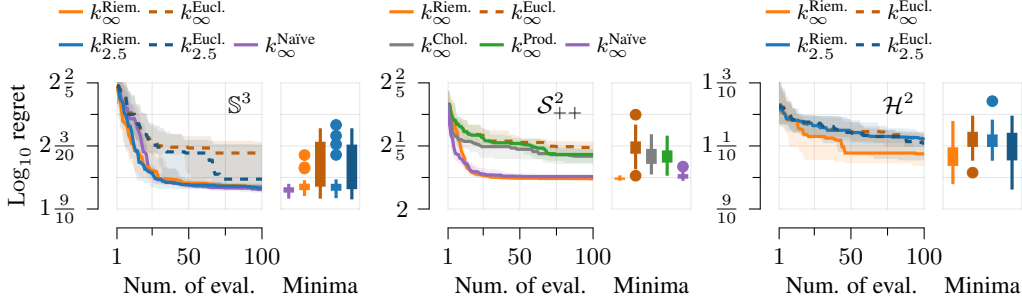 k∞^Riem. k∞^Eucl. k∞^Riem. k∞^Eucl. k∞^Riem. k∞^Eucl.
k2.5^Riem. k2.5^Eucl. k∞^Naïve k∞^Chol. k∞^Prod. k∞^Naïve k2.5^Riem. k2.5^Eucl.
Log10 regret
2 2/5 2 3/20 1 9/10 𝕊^3
2 2/5 2 1/5 2 𝒮^2_++
1 3/10 1 1/10 9/10 ℋ^2
1 50 100 1 50 100 1 50 100
Num. of eval. Minima Num. of eval. Minima Num. of eval. Minima